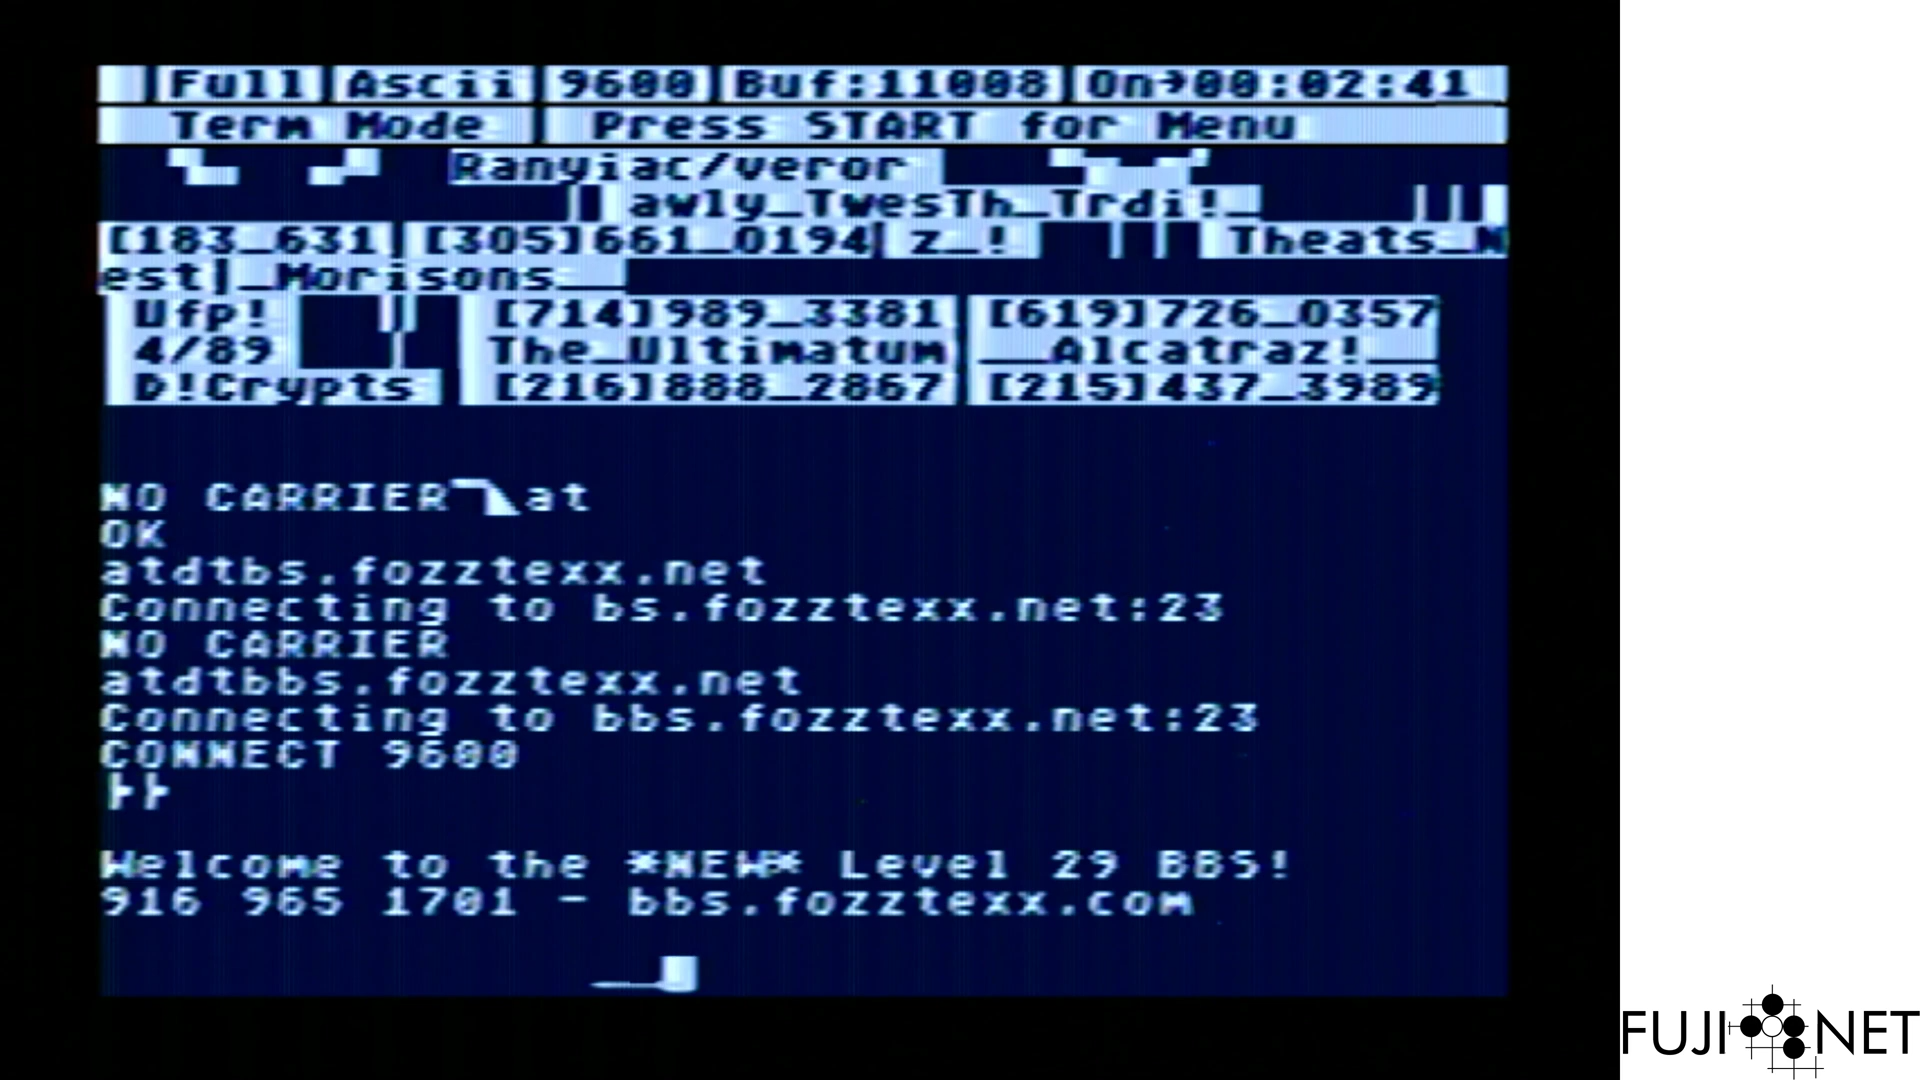 Full Ascii 9600 Buf:11008 On→00:02:41
Term Mode Press START for Menu
Ranyiac/veror
awly_TwesTh_Trdi!_
[183_631 [305]661_0194 z_! Theats_N
est]_Morisons__
Ufp! [714]989_3381 [619]726_0357
4/89 The_Ultimatum __Alcatraz!__
D!Crypts [216]888_2867 [215]437_3989
NO CARRIER at
OK
atdtbs.fozztexx.net
Connecting to bs.fozztexx.net:23
NO CARRIER
atdtbbs.fozztexx.net
Connecting to bbs.fozztexx.net:23
CONNECT 9600
Welcome to the *NEW* Level 29 BBS!
916 965 1701 - bbs.fozztexx.com
FUJI NET